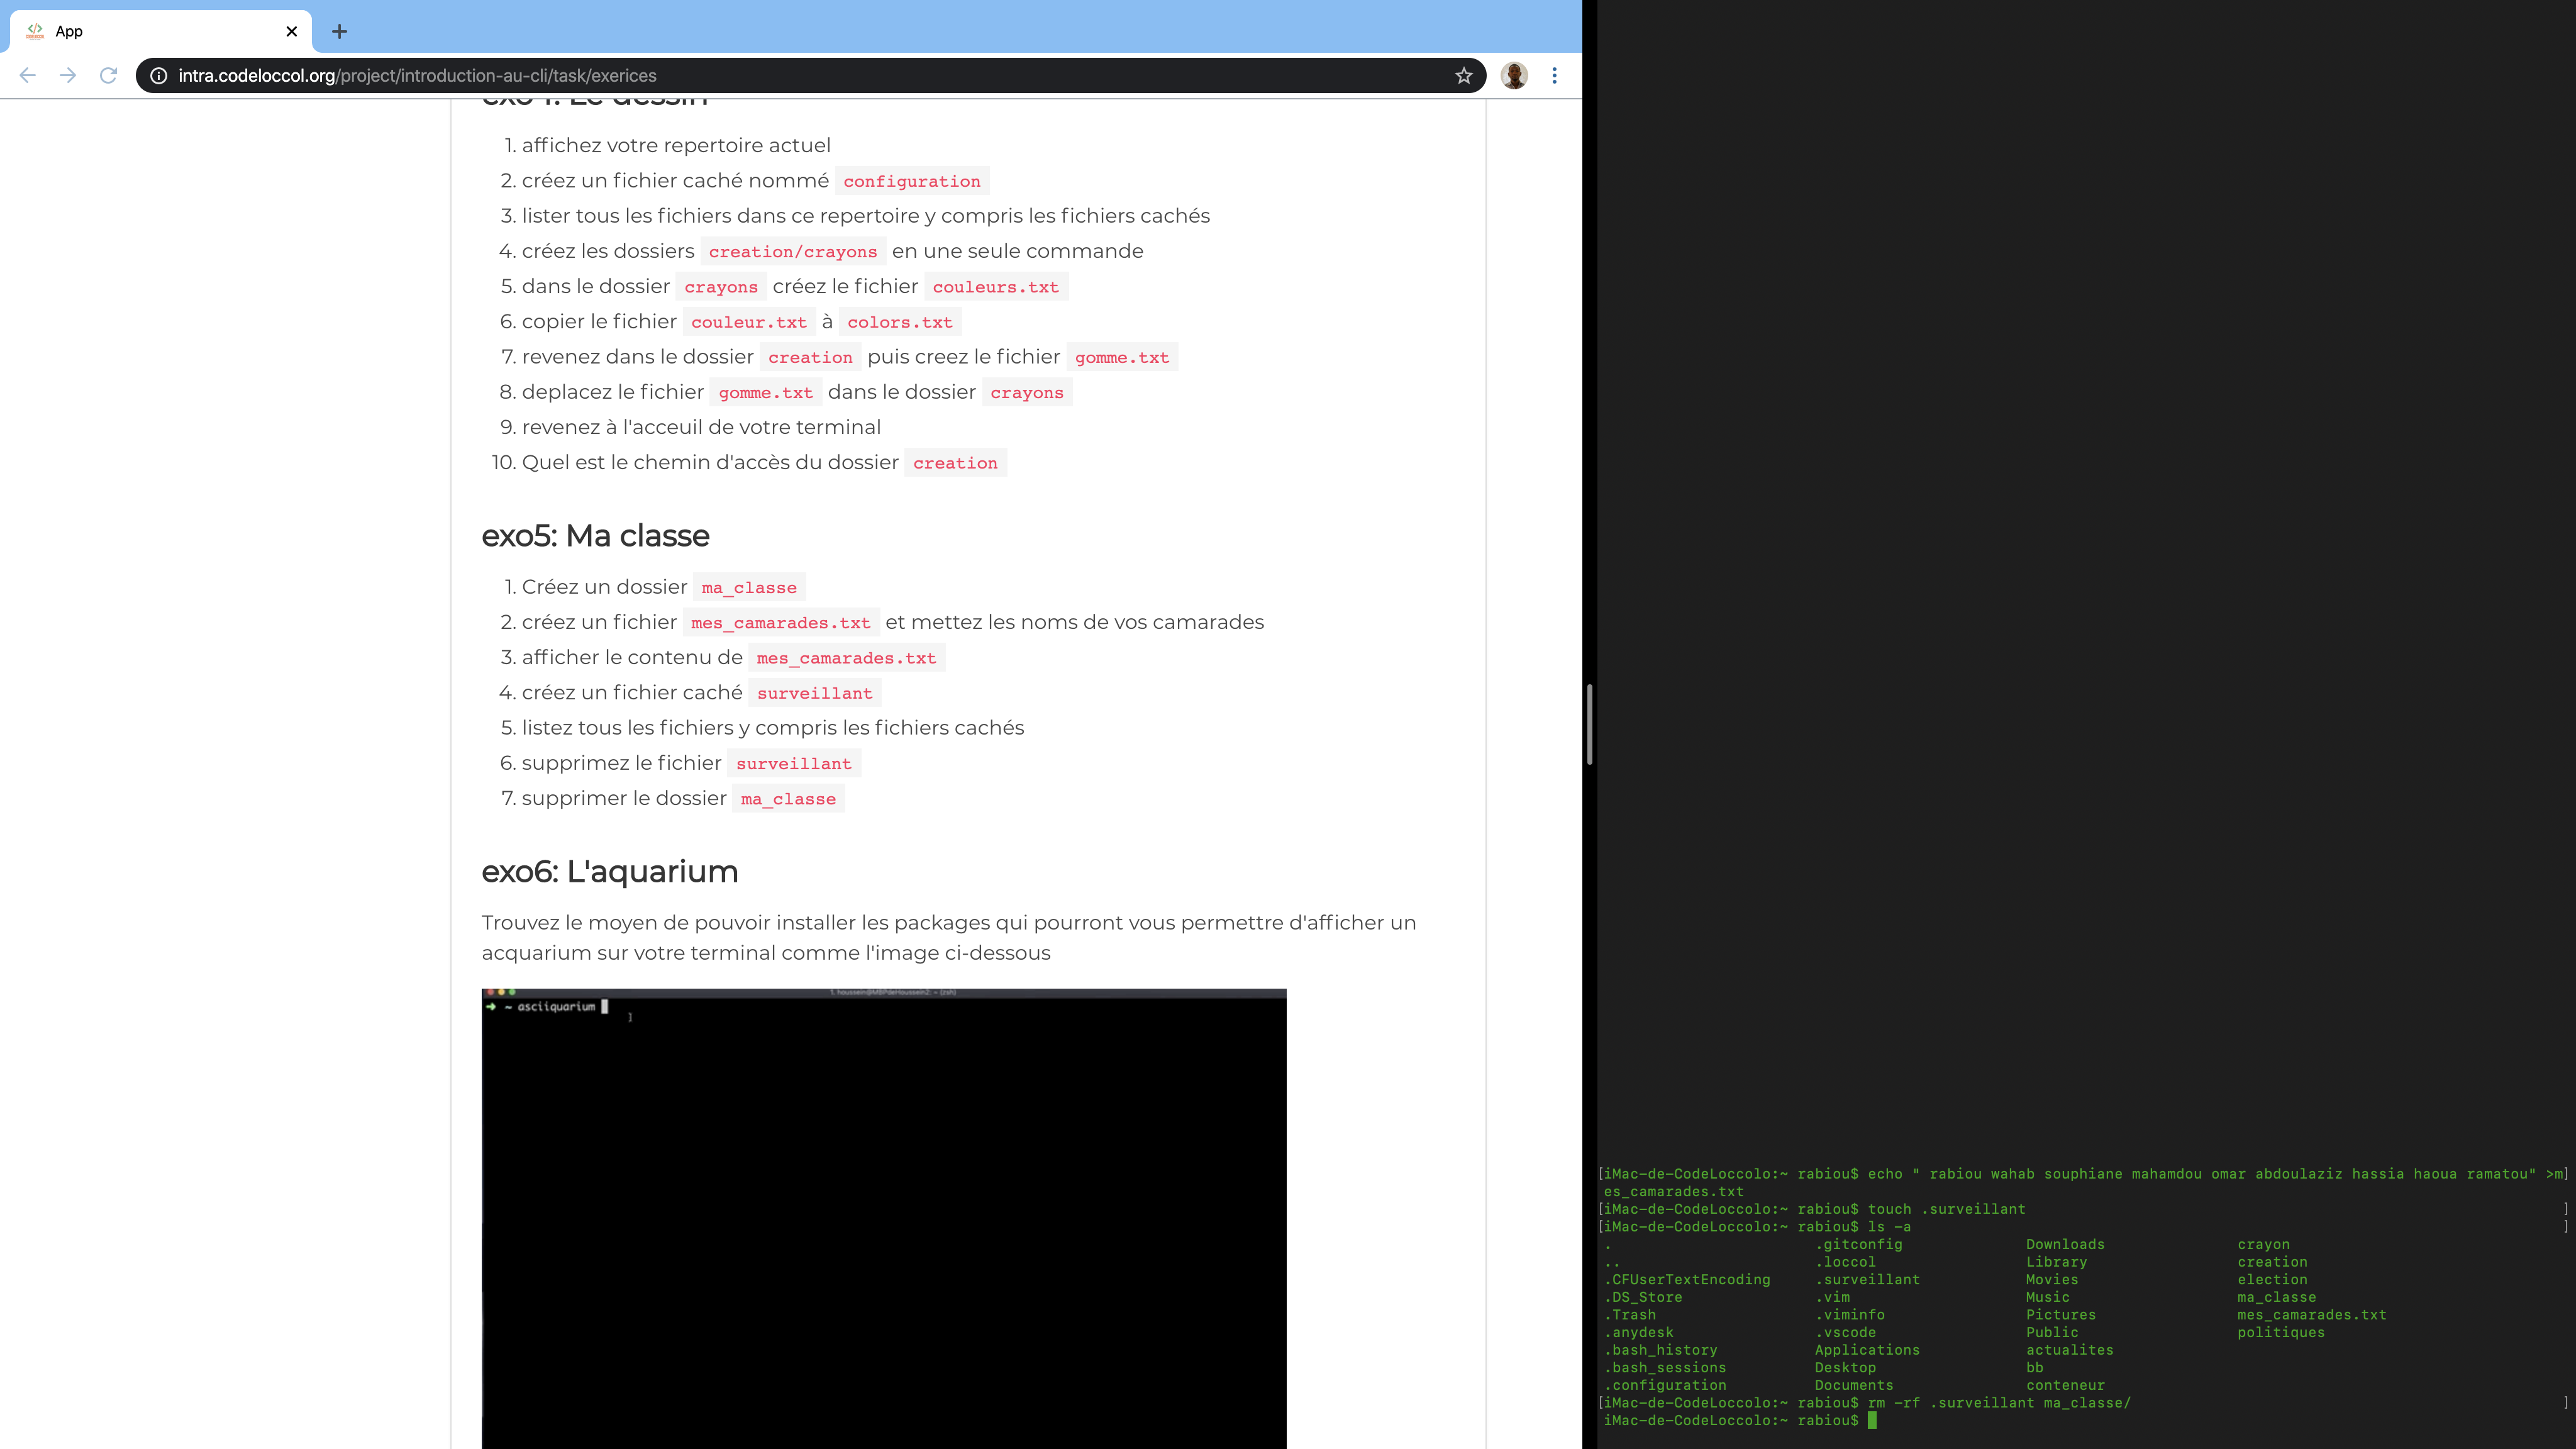 App
intra.codeloccol.org/project/introduction-au-cli/task/exerices
1. affichez votre repertoire actuel
2. créez un fichier caché nommé configuration
3. lister tous les fichiers dans ce repertoire y compris les fichiers cachés
4. créez les dossiers creation/crayons en une seule commande
5. dans le dossier crayons créez le fichier couleurs.txt
6. copier le fichier couleur.txt à colors.txt
7. revenez dans le dossier creation puis creez le fichier gomme.txt
8. deplacez le fichier gomme.txt dans le dossier crayons
9. revenez à l'acceuil de votre terminal
10. Quel est le chemin d'accès du dossier creation
exo5: Ma classe
1. Créez un dossier ma_classe
2. créez un fichier mes_camarades.txt et mettez les noms de vos camarades
3. afficher le contenu de mes_camarades.txt
4. créez un fichier caché surveillant
5. listez tous les fichiers y compris les fichiers cachés
6. supprimez le fichier surveillant
7. supprimer le dossier ma_classe
exo6: L'aquarium
Trouvez le moyen de pouvoir installer les packages qui pourront vous permettre d'afficher un
acquarium sur votre terminal comme l'image ci-dessous
1. houssein@MBPdeHoussein2: ~ (zsh)
➜ ~ asciiquarium
]
[iMac-de-CodeLoccolo:~ rabiou$ echo " rabiou wahab souphiane mahamdou omar abdoulaziz hassia haoua ramatou" >m]
es_camarades.txt
[iMac-de-CodeLoccolo:~ rabiou$ touch .surveillant ]
[iMac-de-CodeLoccolo:~ rabiou$ ls -a ]
. .gitconfig Downloads crayon
.. .loccol Library creation
.CFUserTextEncoding .surveillant Movies election
.DS_Store .vim Music ma_classe
.Trash .viminfo Pictures mes_camarades.txt
.anydesk .vscode Public politiques
.bash_history Applications actualites
.bash_sessions Desktop bb
.configuration Documents conteneur
[iMac-de-CodeLoccolo:~ rabiou$ rm -rf .surveillant ma_classe/ ]
iMac-de-CodeLoccolo:~ rabiou$